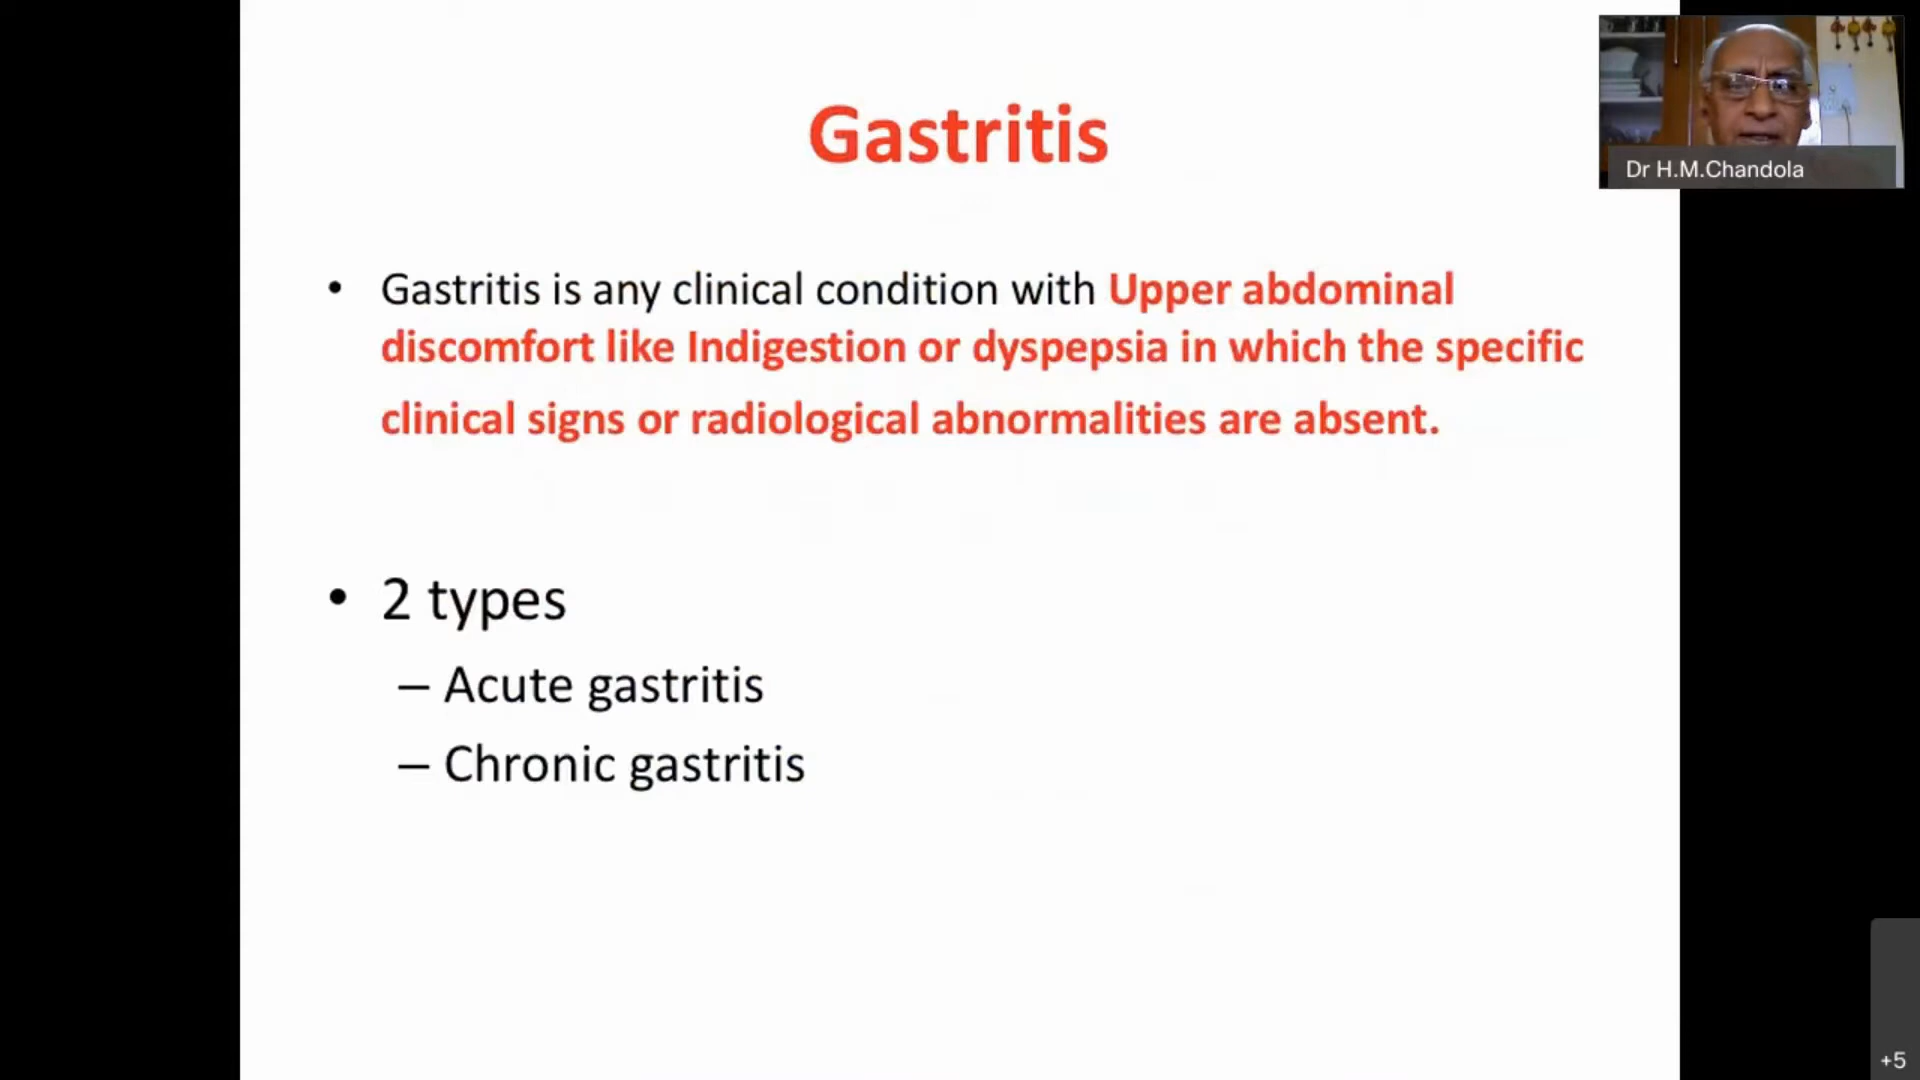 Gastritis
Dr H.M.Chandola
• Gastritis is any clinical condition with Upper abdominal
discomfort like Indigestion or dyspepsia in which the specific
clinical signs or radiological abnormalities are absent.
• 2 types
– Acute gastritis
– Chronic gastritis
+5